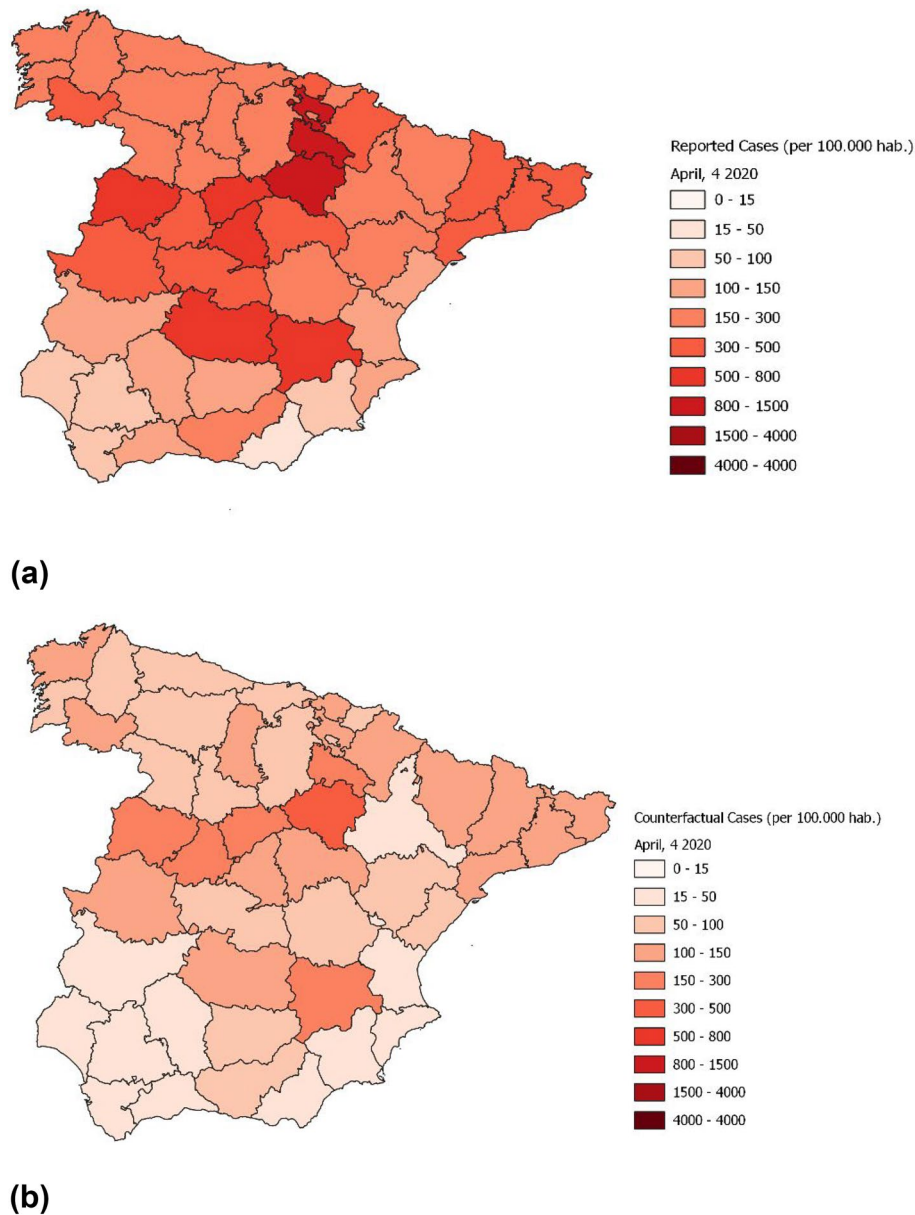 Reported Cases (per 100.000 hab.)
April, 4 2020
0 - 15
15 - 50
50 - 100
100 - 150
150 - 300
300 - 500
500 - 800
800 - 1500
1500 - 4000
4000 - 4000
(a)
Counterfactual Cases (per 100.000 hab.)
April, 4 2020
0 - 15
15 - 50
50 - 100
100 - 150
150 - 300
300 - 500
500 - 800
800 - 1500
1500 - 4000
4000 - 4000
(b)